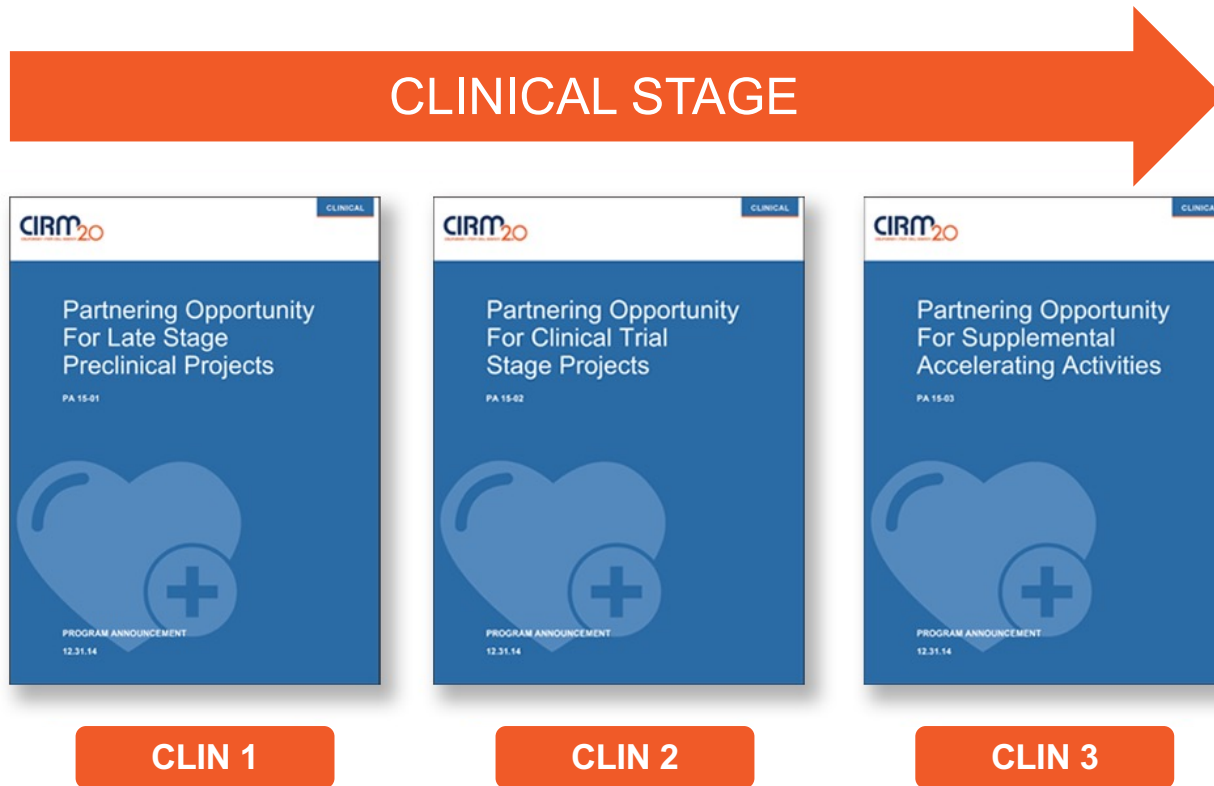 CLINICAL STAGE
CLINICAL
CIRM 2.0
Partnering Opportunity
For Late Stage
Preclinical Projects
PA 15-01
PROGRAM ANNOUNCEMENT
12.31.14
CLIN 1
CLINICAL
CIRM 2.0
Partnering Opportunity
For Clinical Trial
Stage Projects
PA 15-02
PROGRAM ANNOUNCEMENT
12.31.14
CLIN 2
CLINICA
CIRM 2.0
Partnering Opportunity
For Supplemental
Accelerating Activities
PA 15-03
PROGRAM ANNOUNCEMENT
12.31.14
CLIN 3